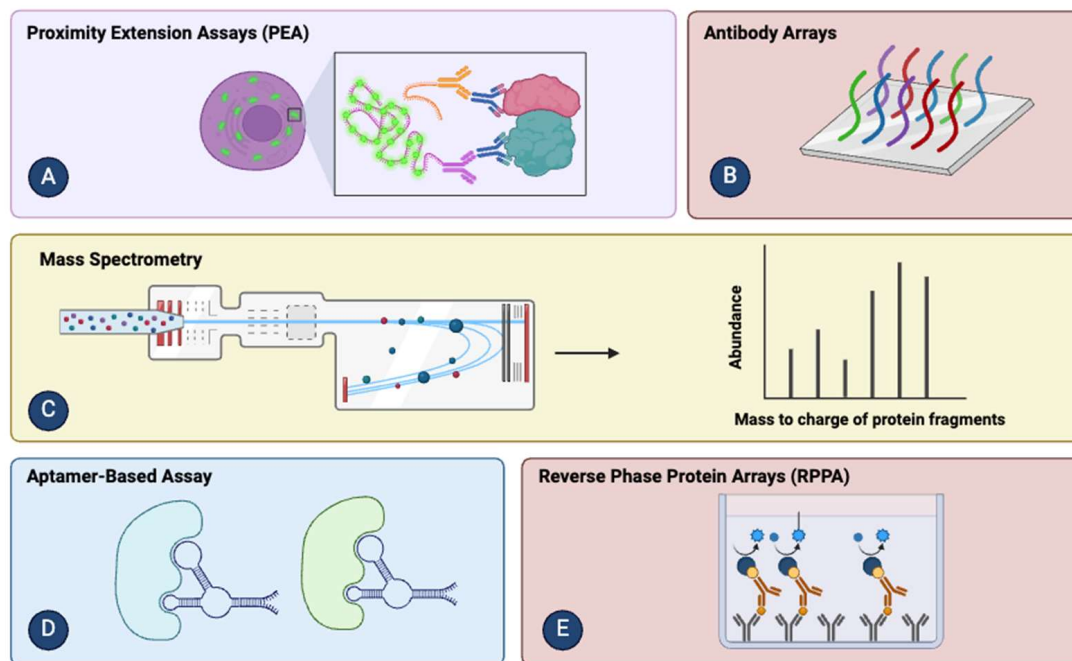 Proximity Extension Assays (PEA)
A
Antibody Arrays
B
Mass Spectrometry
C
Abundance
Mass to charge of protein fragments
Aptamer-Based Assay
D
Reverse Phase Protein Arrays (RPPA)
E